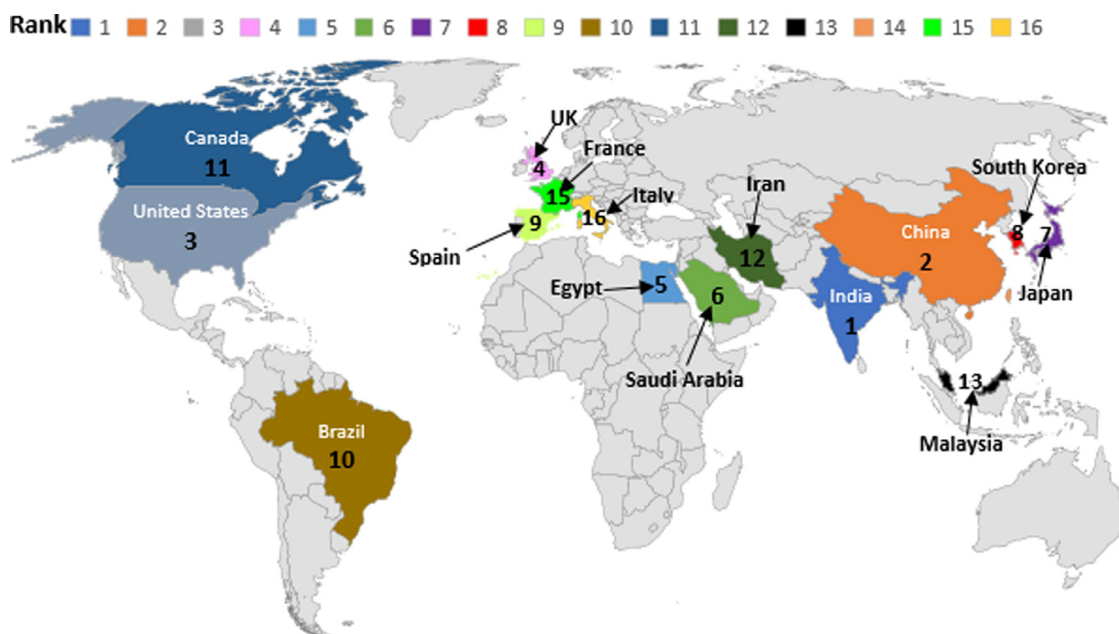 Rank 1 2 3 4 5 6 7 8 9 10 11 12 13 14 15 16
UK
Canada
France
South Korea
11
4
Iran
15
Italv
United States
16
China
8
7
3
9
Spain
12
2
Egypt
5
6
India
Japan
1
Saudi Arabia
13
Brazil
Malaysia
10